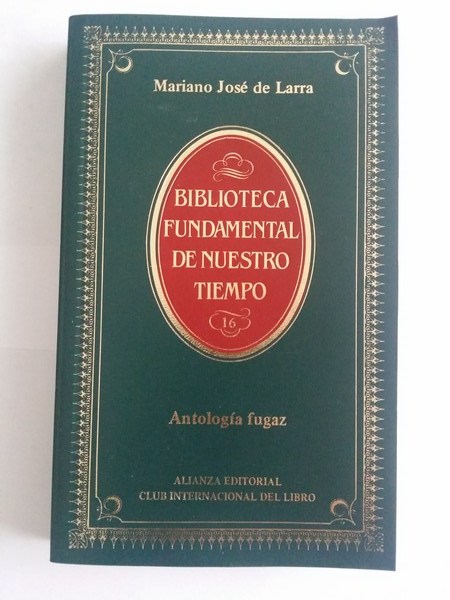 Mariano José de Larra
BIBLIOTECA
FUNDAMENTAL
DE NUESTRO
TIEMPO
16
Antología fugaz
ALIANZA EDITORIAL
CLUB INTERNACIONAL DEL LIBRO